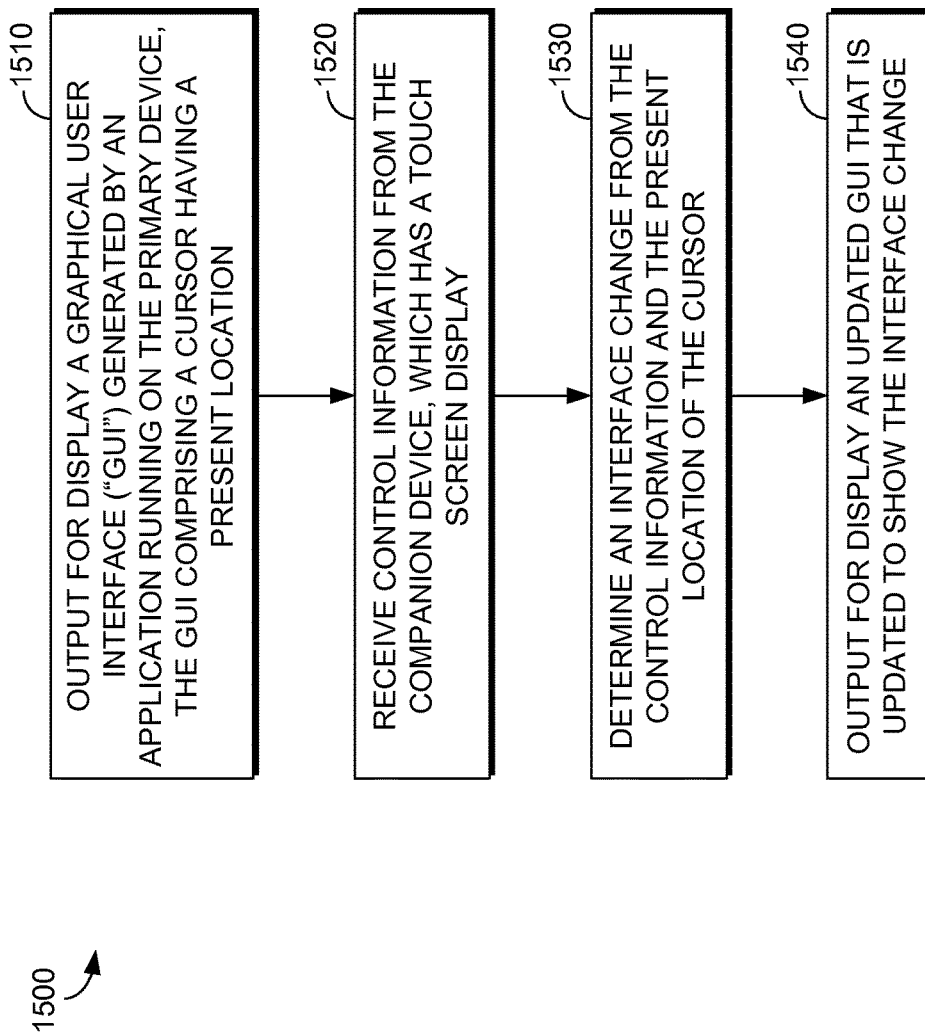 1500
1510
OUTPUT FOR DISPLAY A GRAPHICAL USER
INTERFACE (“GUI”) GENERATED BY AN
APPLICATION RUNNING ON THE PRIMARY DEVICE,
THE GUI COMPRISING A CURSOR HAVING A
PRESENT LOCATION
1520
RECEIVE CONTROL INFORMATION FROM THE
COMPANION DEVICE, WHICH HAS A TOUCH
SCREEN DISPLAY
1530
DETERMINE AN INTERFACE CHANGE FROM THE
CONTROL INFORMATION AND THE PRESENT
LOCATION OF THE CURSOR
1540
OUTPUT FOR DISPLAY AN UPDATED GUI THAT IS
UPDATED TO SHOW THE INTERFACE CHANGE